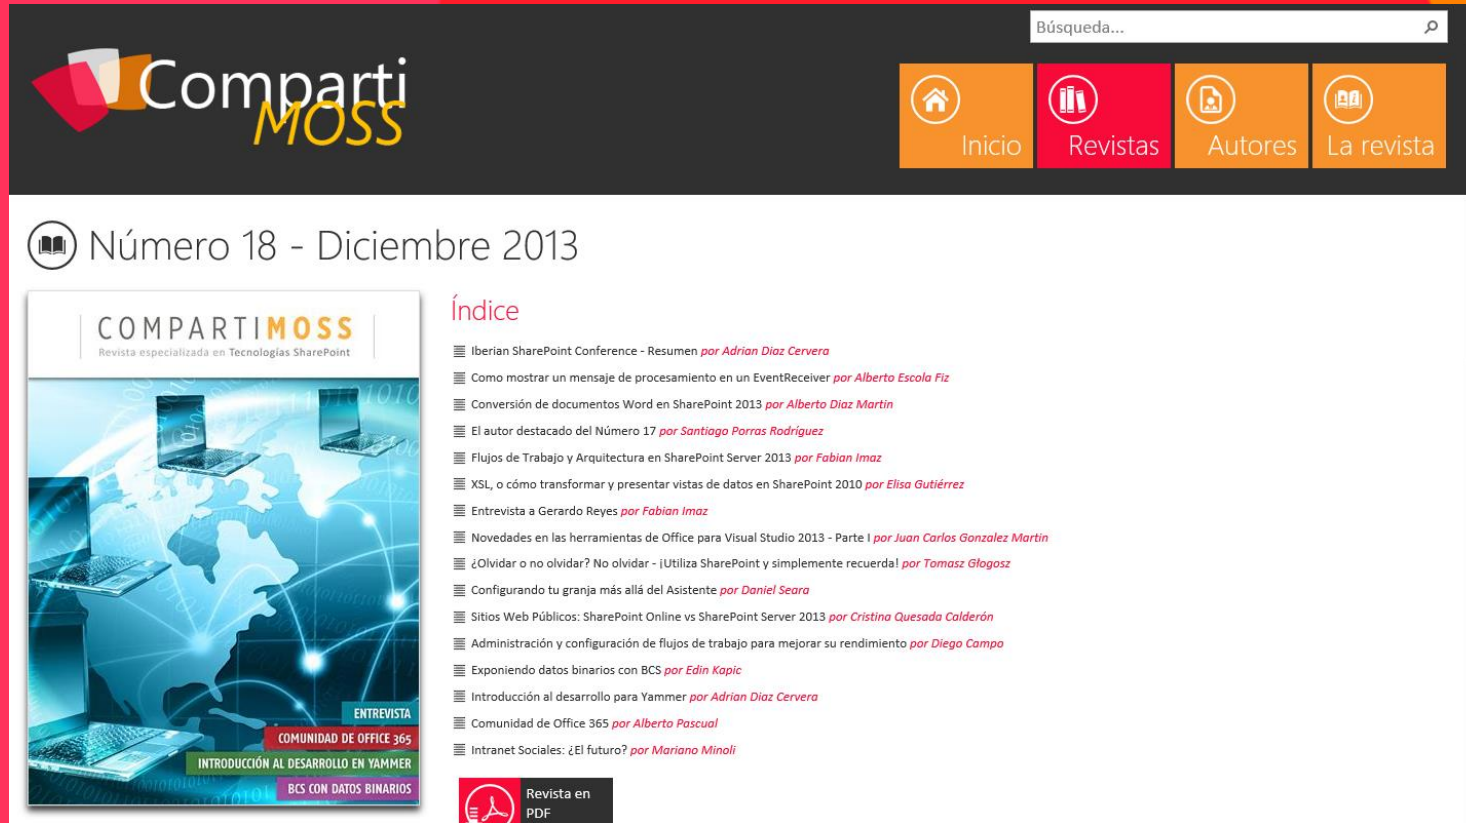 Búsqueda...
Comparti
MOSS
Inicio
Revistas
Autores
La revista
Número 18 - Diciembre 2013
COMPARTIMOSS
Revista especializada en Tecnologías SharePoint
ENTREVISTA
COMUNIDAD DE OFFICE 365
INTRODUCCIÓN AL DESARROLLO EN YAMMER
BCS CON DATOS BINARIOS
Índice
Iberian SharePoint Conference - Resumen por Adrian Diaz Cervera
Como mostrar un mensaje de procesamiento en un EventReceiver por Alberto Escola Fiz
Conversión de documentos Word en SharePoint 2013 por Alberto Diaz Martin
El autor destacado del Número 17 por Santiago Porras Rodríguez
Flujos de Trabajo y Arquitectura en SharePoint Server 2013 por Fabian Imaz
XSL, o cómo transformar y presentar vistas de datos en SharePoint 2010 por Elisa Gutiérrez
Entrevista a Gerardo Reyes por Fabian Imaz
Novedades en las herramientas de Office para Visual Studio 2013 - Parte I por Juan Carlos Gonzalez Martin
¿Olvidar o no olvidar? No olvidar - ¡Utiliza SharePoint y simplemente recuerda! por Tomasz Głogosz
Configurando tu granja más allá del Asistente por Daniel Seara
Sitios Web Públicos: SharePoint Online vs SharePoint Server 2013 por Cristina Quesada Calderón
Administración y configuración de flujos de trabajo para mejorar su rendimiento por Diego Campo
Exponiendo datos binarios con BCS por Edin Kapic
Introducción al desarrollo para Yammer por Adrian Diaz Cervera
Comunidad de Office 365 por Alberto Pascual
Intranet Sociales: ¿El futuro? por Mariano Minoli
Revista en
PDF